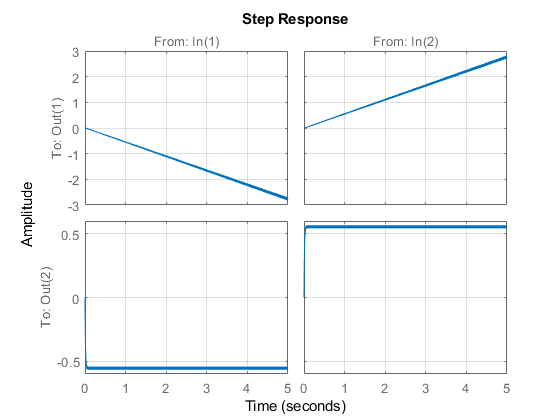 Step Response
From: In(1)
From: In(2)
To: Out(1)
3
2
1
0
-1
-2
-3
Amplitude
To: Out(2)
0.5
0
-0.5
0 1 2 3 4 5
0 1 2 3 4 5
Time (seconds)